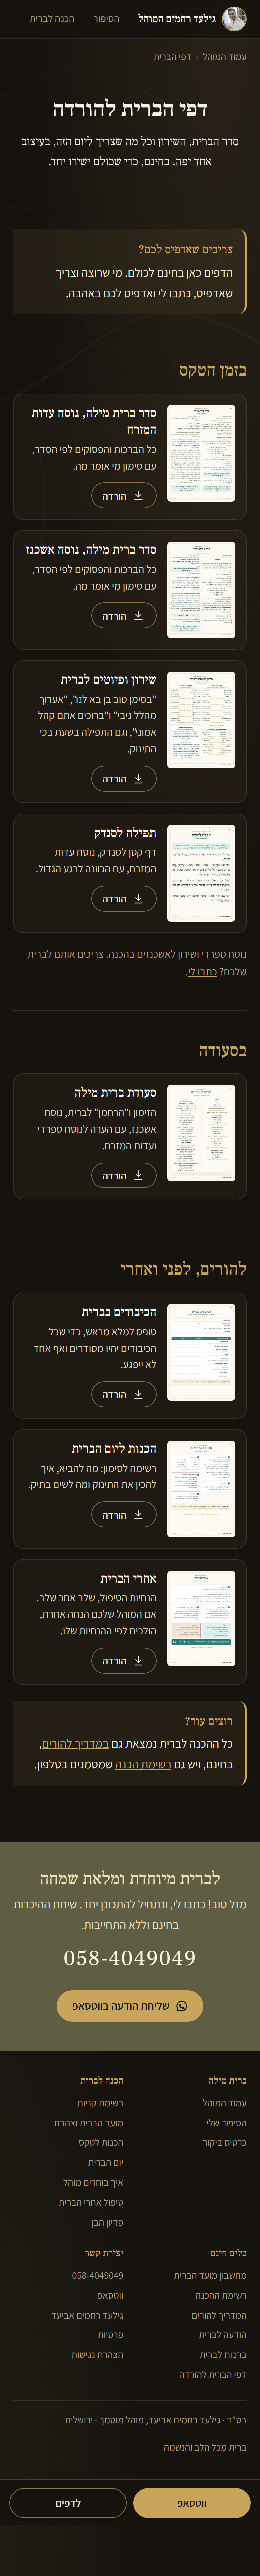 גילעד רחמים המוהל
הסיפור
הכנה לברית
עמוד המוהל › דפי הברית
דפי הברית להורדה
סדר הברית, השירון וכל מה שצריך ליום הזה, בעיצוב
אחד יפה. בחינם, כדי שכולם ישירו יחד.
צריכים שאדפיס לכם?
הדפים כאן בחינם לכולם. מי שרוצה וצריך
שאדפיס, כתבו לי ואדפיס לכם באהבה.
בזמן הטקס
סדר ברית מילה, נוסח עדות
המזרח
כל הברכות והפסוקים לפי הסדר,
עם סימון מי אומר מה.
הורדה
סדר ברית מילה, נוסח אשכנז
כל הברכות והפסוקים לפי הסדר,
עם סימון מי אומר מה.
הורדה
שירון ופיוטים לברית
"בסימן טוב בן בא לנו", "אערוך
מהלל ניבי" ו"ברוכים אתם קהל
אמוני", וגם התפילה בשעת בכי
התינוק.
הורדה
תפילה לסנדק
דף קטן לסנדק, נוסח עדות
המזרח, עם הכוונה לרגע הגדול.
הורדה
נוסח ספרדי ושירון לאשכנזים בהכנה. צריכים אותם לברית
שלכם? כתבו לי.
בסעודה
סעודת ברית מילה
הזימון ו"הרחמן" לברית, נוסח
אשכנז, עם הערה לנוסח ספרדי
ועדות המזרח.
הורדה
להורים, לפני ואחרי
הכיבודים בברית
טופס למלא מראש, כדי שכל
הכיבודים יהיו מסודרים ואף אחד
לא ייפגע.
הורדה
הכנות ליום הברית
רשימה לסימון: מה להביא, איך
להכין את התינוק ומה לשים בתיק.
הורדה
אחרי הברית
הנחיות הטיפול, שלב אחר שלב.
אם המוהל שלכם הנחה אחרת,
הולכים לפי ההנחיות שלו.
הורדה
רוצים עוד?
כל ההכנה לברית נמצאת גם במדריך להורים,
בחינם, ויש גם רשימת הכנה שמסמנים בטלפון.
לברית מיוחדת ומלאת שמחה
מזל טוב! כתבו לי, ונתחיל להתכונן יחד. שיחת ההיכרות
בחינם וללא התחייבות.
058-4049049
שליחת הודעה בווטסאפ
ברית מילה
עמוד המוהל
הסיפור שלי
כרטיס ביקור
הכנה לברית
רשימת קניות
מועד הברית וצהבת
הכנות לטקס
יום הברית
איך בוחרים מוהל
טיפול אחרי הברית
פדיון הבן
כלים חינם
מחשבון מועד הברית
רשימת ההכנה
המדריך להורים
הודעה לברית
ברכות לברית
דפי הברית להורדה
יצירת קשר
058-4049049
ווטסאפ
גילעד רחמים אביעד
פרטיות
הצהרת נגישות
בס"ד · גילעד רחמים אביעד, מוהל מוסמך · ירושלים
ברית מכל הלב והנשמה
ווטסאפ
לדפים